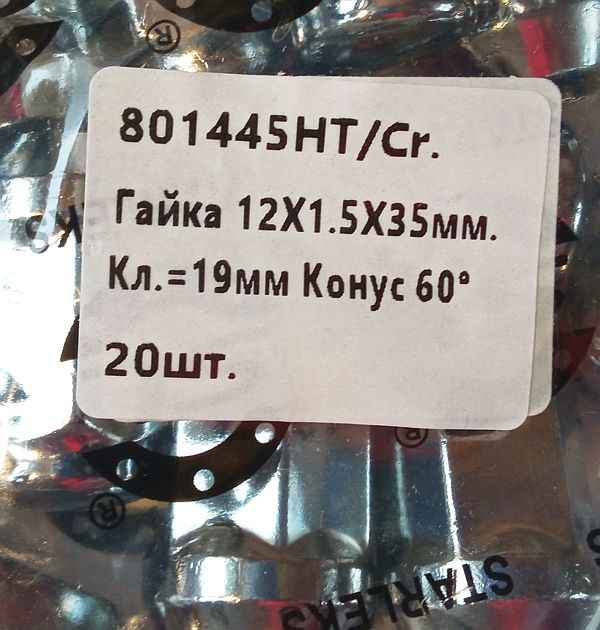 801445HT/Cr.
Гайка 12X1.5X35мм.
Кл.=19мм Конус 60°
20шт.
®
®
®
STARLEKS